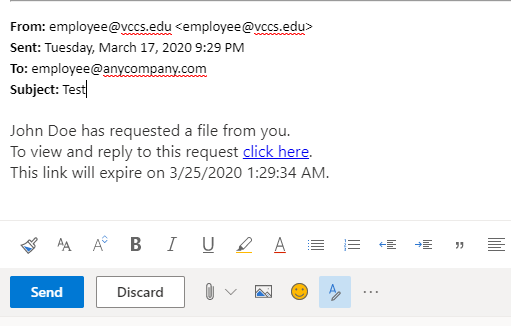 From: employee@vccs.edu <employee@vccs.edu>
Sent: Tuesday, March 17, 2020 9:29 PM
To: employee@anycompany.com
Subject: Test
John Doe has requested a file from you.
To view and reply to this request click here.
This link will expire on 3/25/2020 1:29:34 AM.
AA A B I U A "
Send Discard A ...